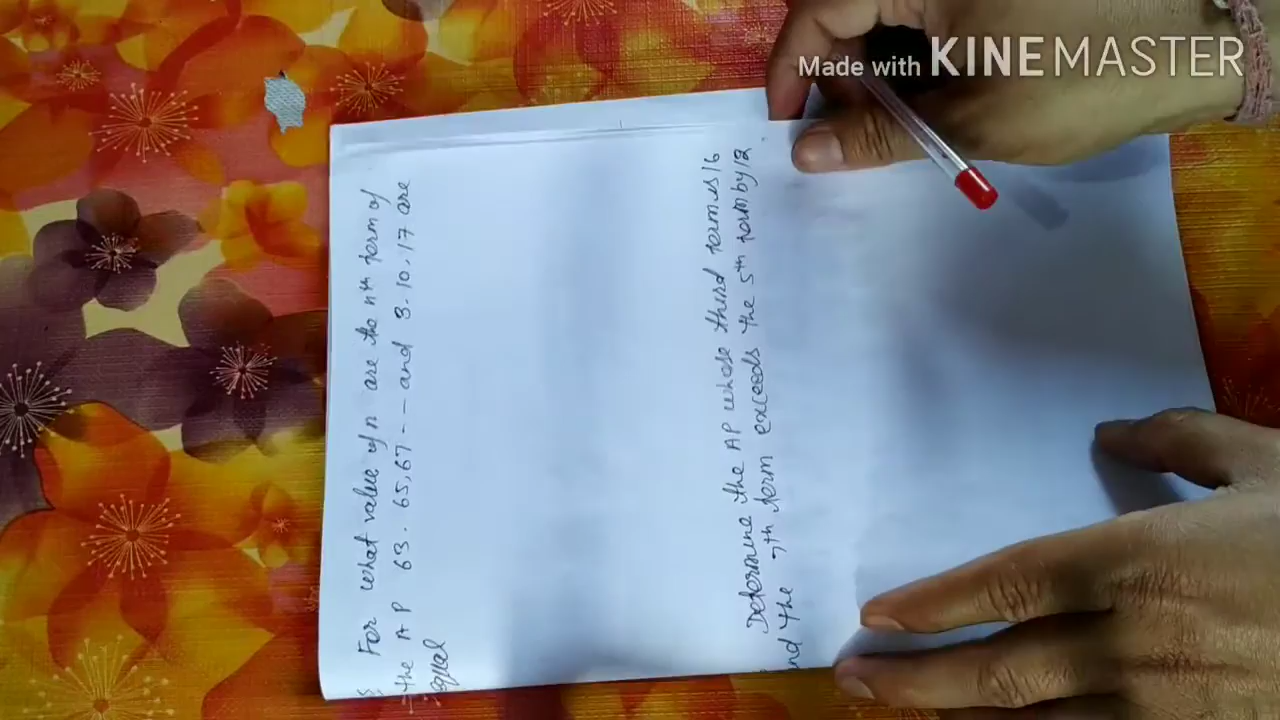 Made with KINEMASTER
For what value of n are the nth term of
the AP 63. 65, 67 --- and 3. 10, 17 are
equal
Determine the AP whose third term is 16
and the 7th term exceeds the 5th term by 12.